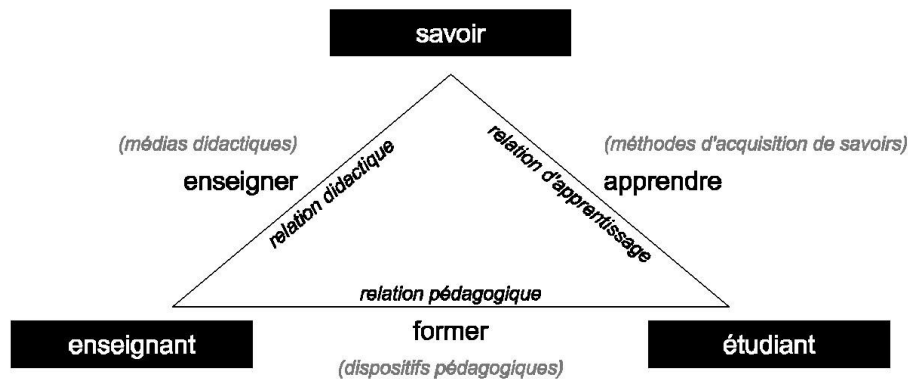 savoir
(médias didactiques)
enseigner
relation didactique
relation d'apprentissage
(méthodes d'acquisition de savoirs)
apprendre
relation pédagogique
enseignant
former
étudiant
(dispositifs pédagogiques)